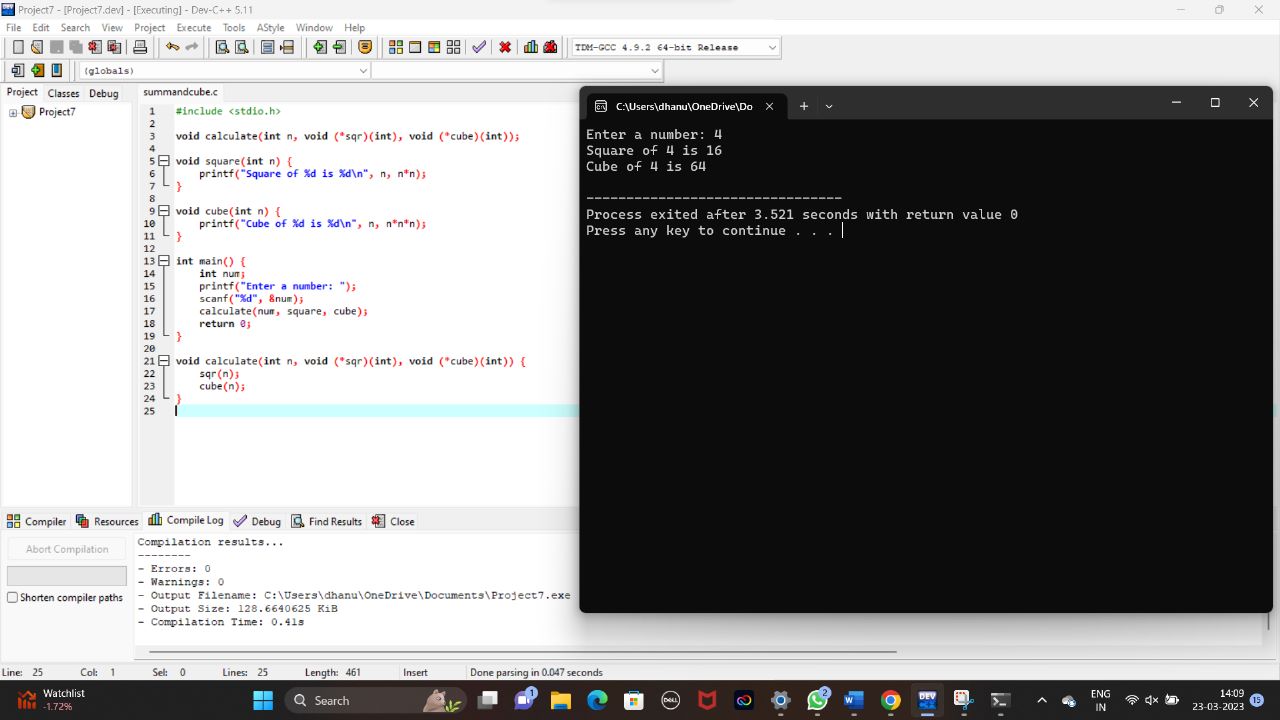 Project7 - [Project7.dev] - [Executing] - Dev-C++ 5.11
File Edit Search View Project Execute Tools AStyle Window Help
TDM-GCC 4.9.2 64-bit Release
(globals)
Project Classes Debug
Project7
summandcube.c
1 #include <stdio.h>
2
3 void calculate(int n, void (*sqr)(int), void (*cube)(int));
4
5 void square(int n) {
6 printf("Square of %d is %d\n", n, n*n);
7 }
8
9 void cube(int n) {
10 printf("Cube of %d is %d\n", n, n*n*n);
11 }
12
13 int main() {
14 int num;
15 printf("Enter a number: ");
16 scanf("%d", &num);
17 calculate(num, square, cube);
18 return 0;
19 }
20
21 void calculate(int n, void (*sqr)(int), void (*cube)(int)) {
22 sqr(n);
23 cube(n);
24 }
25
C:\Users\dhanu\OneDrive\Do
Enter a number: 4
Square of 4 is 16
Cube of 4 is 64
--------------------------------
Process exited after 3.521 seconds with return value 0
Press any key to continue . . .
Compiler Resources Compile Log Debug Find Results Close
Abort Compilation
Shorten compiler paths
Compilation results...
--------
- Errors: 0
- Warnings: 0
- Output Filename: C:\Users\dhanu\OneDrive\Documents\Project7.exe
- Output Size: 128.6640625 KiB
- Compilation Time: 0.41s
Line: 25 Col: 1 Sel: 0 Lines: 25 Length: 461 Insert Done parsing in 0.047 seconds
Watchlist
-1.72%
Search
1
DELL
2
DEV
ENG
IN
14:09
23-03-2023
15